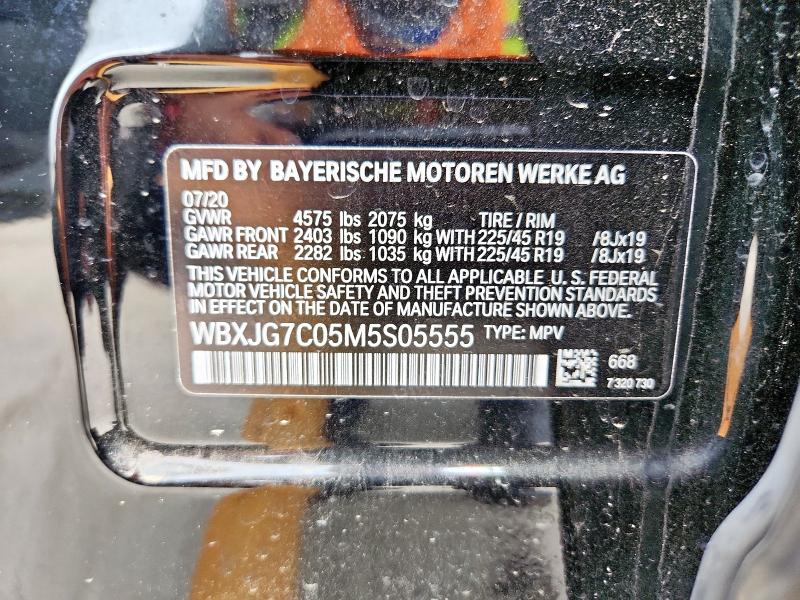 MFD BY BAYERISCHE MOTOREN WERKE AG
07/20
GVWR 4575 lbs 2075 kg TIRE / RIM
GAWR FRONT 2403 lbs 1090 kg WITH 225/45 R19 /8Jx19
GAWR REAR 2282 lbs 1035 kg WITH 225/45 R19 /8Jx19
THIS VEHICLE CONFORMS TO ALL APPLICABLE U. S. FEDERAL
MOTOR VEHICLE SAFETY AND THEFT PREVENTION STANDARDS
IN EFFECT ON THE DATE OF MANUFACTURE SHOWN ABOVE.
WBXJG7C05M5S05555 TYPE: MPV
668
7 320 730